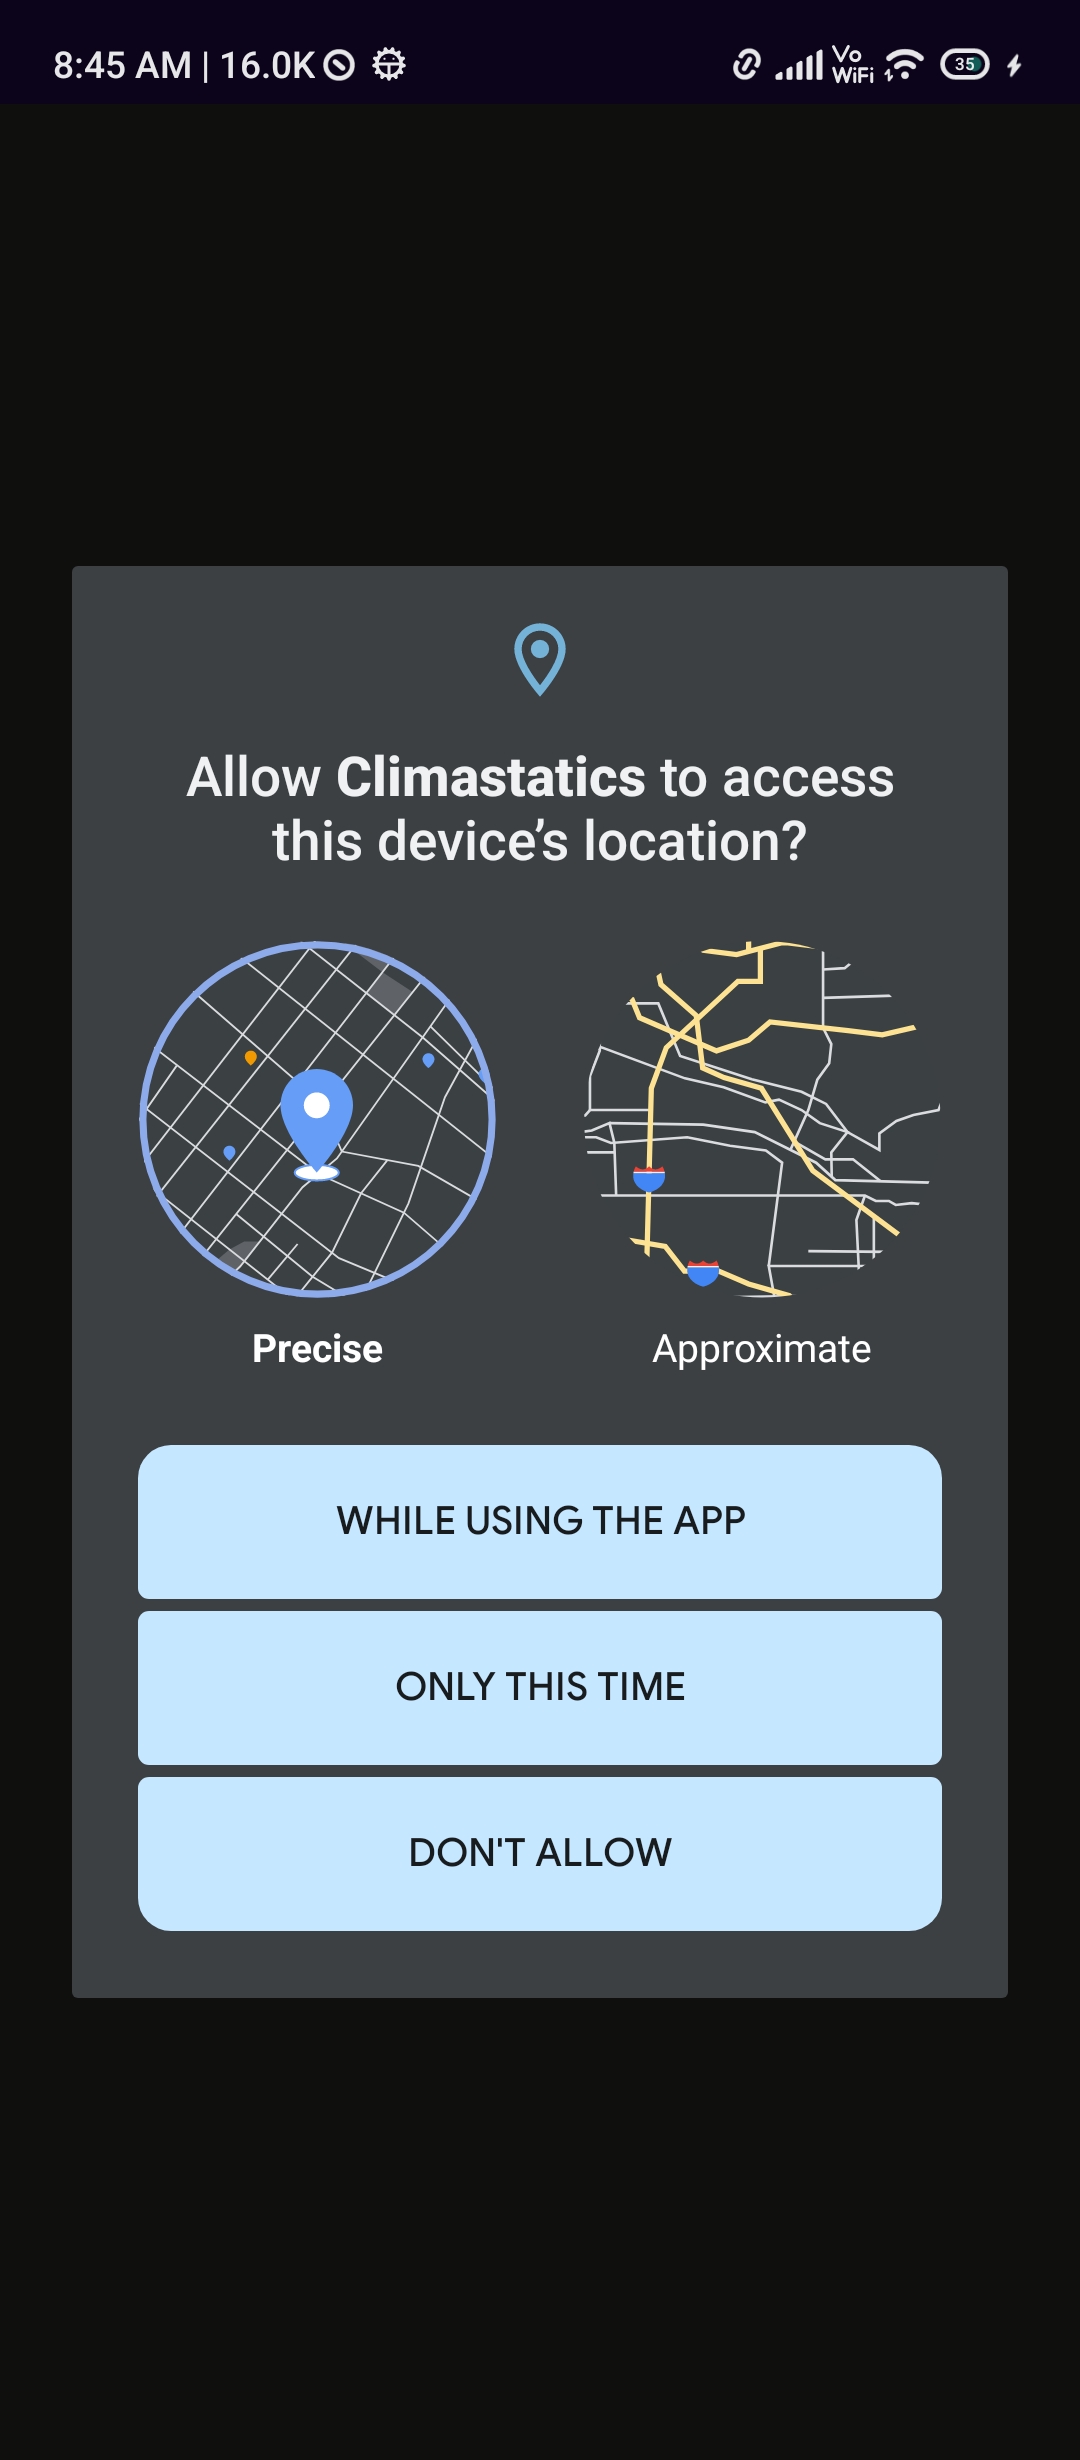 8:45 AM | 16.0K
Vo
WiFi
35
Allow Climastatics to access
this device’s location?
Precise
Approximate
WHILE USING THE APP
ONLY THIS TIME
DON'T ALLOW